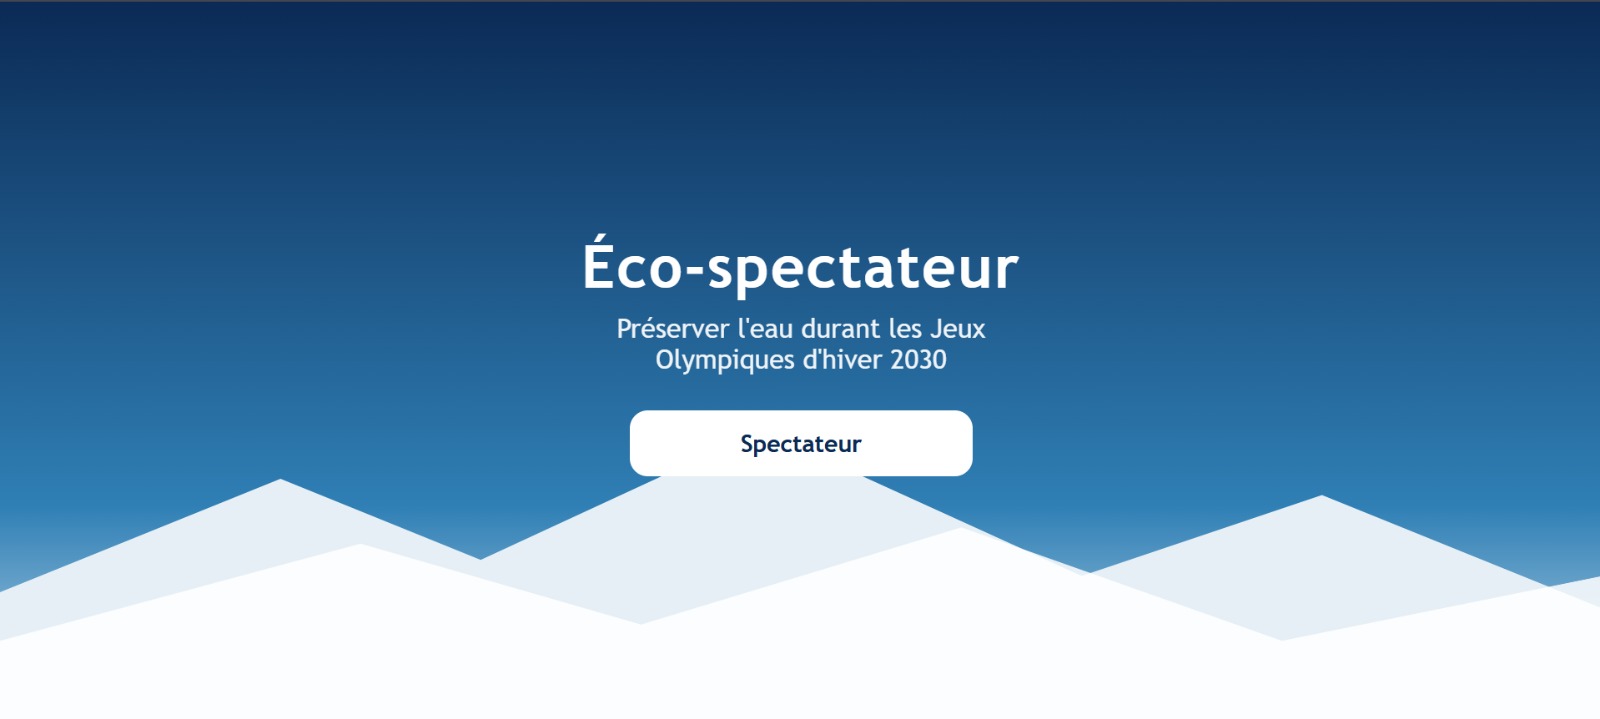 Éco-spectateur
Préserver l'eau durant les Jeux
Olympiques d'hiver 2030
Spectateur